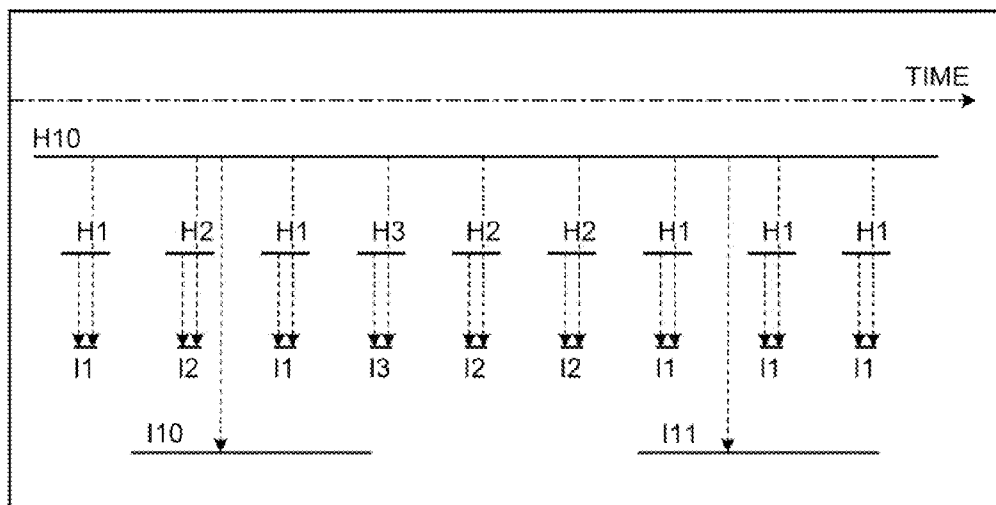 TIME
H10
H1 H2 H1 H3 H2 H2 H1 H1 H1
I1 I2 I1 I3 I2 I2 I1 I1 I1
I10 I11